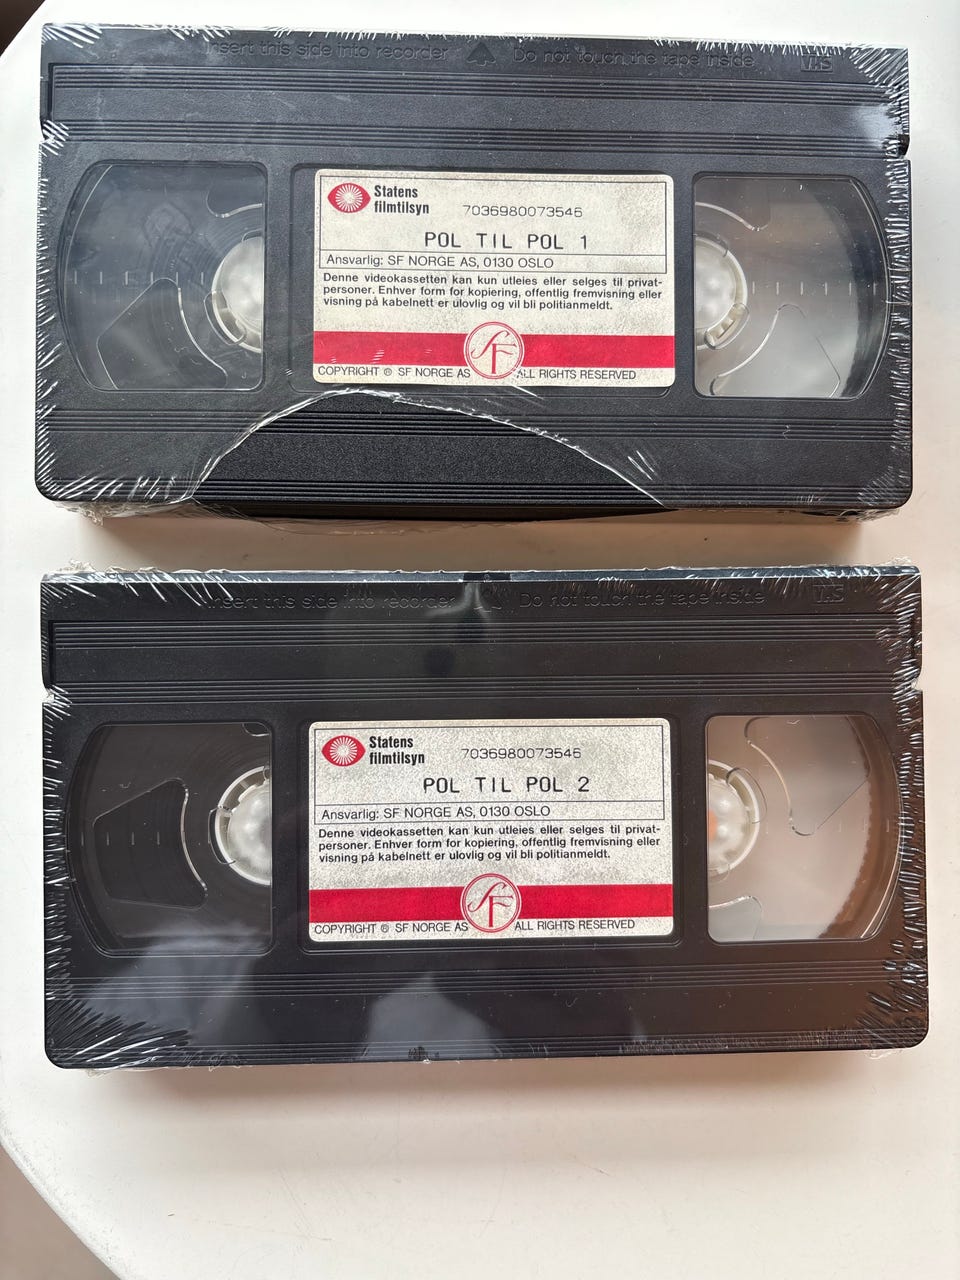 Insert this side into recorder Do not touch the tape inside VHS
Statens
filmtilsyn
7036980073546
POL TIL POL 1
Ansvarlig: SF NORGE AS, 0130 OSLO
Denne videokassetten kan kun utleies eller selges til privat-
personer. Enhver form for kopiering, offentlig fremvisning eller
visning på kabelnett er ulovlig og vil bli politianmeldt.
SF
COPYRIGHT ® SF NORGE AS ALL RIGHTS RESERVED
Insert this side into recorder Do not touch the tape inside VHS
Statens
filmtilsyn
7036980073546
POL TIL POL 2
Ansvarlig: SF NORGE AS, 0130 OSLO
Denne videokassetten kan kun utleies eller selges til privat-
personer. Enhver form for kopiering, offentlig fremvisning eller
visning på kabelnett er ulovlig og vil bli politianmeldt.
SF
COPYRIGHT ® SF NORGE AS ALL RIGHTS RESERVED